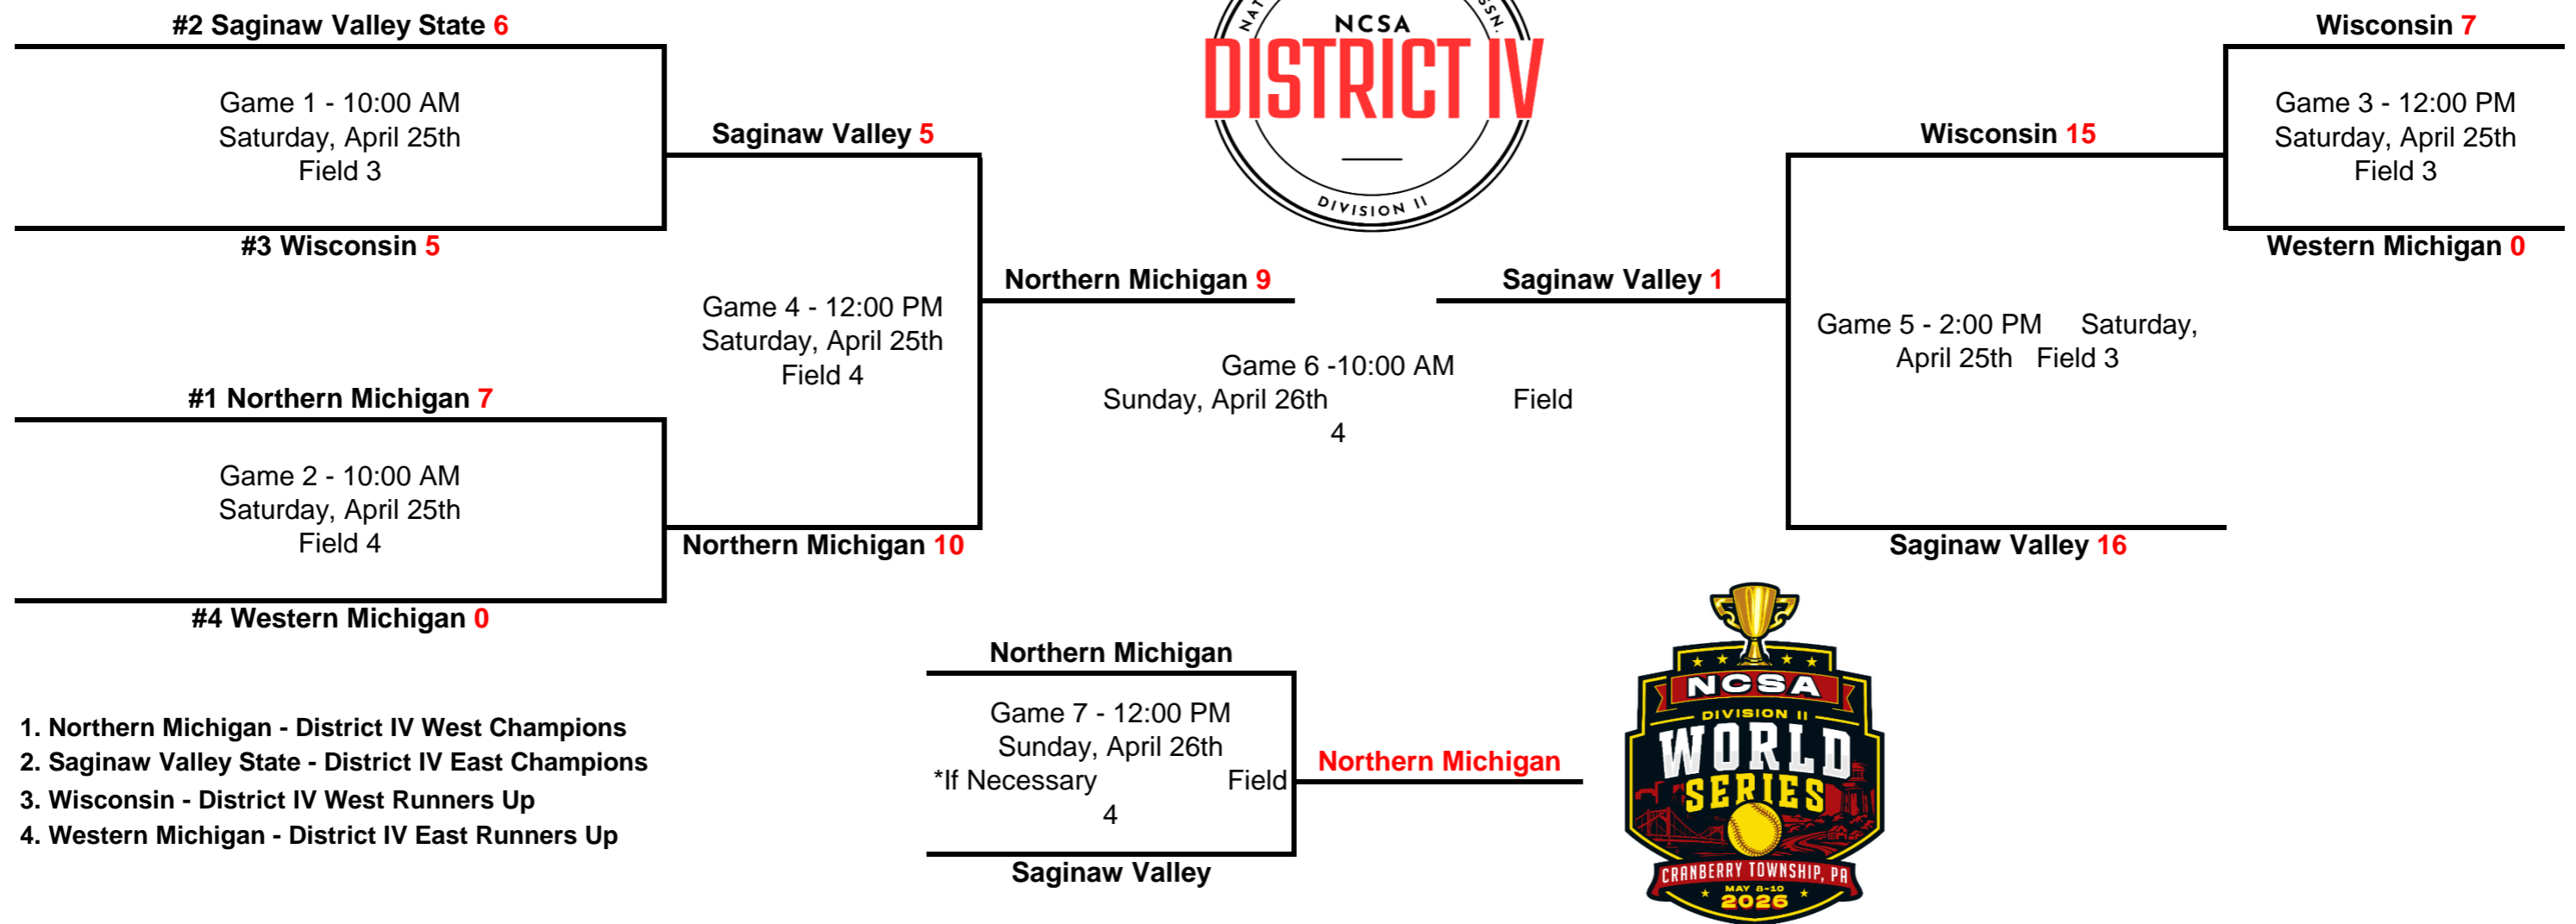 #2 Saginaw Valley State 6
Game 1 - 10:00 AM
Saturday, April 25th
Field 3
#3 Wisconsin 5
Saginaw Valley 5
Game 4 - 12:00 PM
Saturday, April 25th
Field 4
Northern Michigan 10
#1 Northern Michigan 7
Game 2 - 10:00 AM
Saturday, April 25th
Field 4
#4 Western Michigan 0
NCSA
DISTRICT IV
DIVISION II
Northern Michigan 9
Saginaw Valley 1
Game 6 -10:00 AM
Sunday, April 26th Field
4
Wisconsin 15
Game 5 - 2:00 PM Saturday,
April 25th Field 3
Saginaw Valley 16
Wisconsin 7
Game 3 - 12:00 PM
Saturday, April 25th
Field 3
Western Michigan 0
1. Northern Michigan - District IV West Champions
2. Saginaw Valley State - District IV East Champions
3. Wisconsin - District IV West Runners Up
4. Western Michigan - District IV East Runners Up
Northern Michigan
Game 7 - 12:00 PM
Sunday, April 26th
*If Necessary Field
4
Saginaw Valley
Northern Michigan
NCSA
DIVISION II
WORLD
SERIES
CRANBERRY TOWNSHIP, PA
MAY 8-10
2026